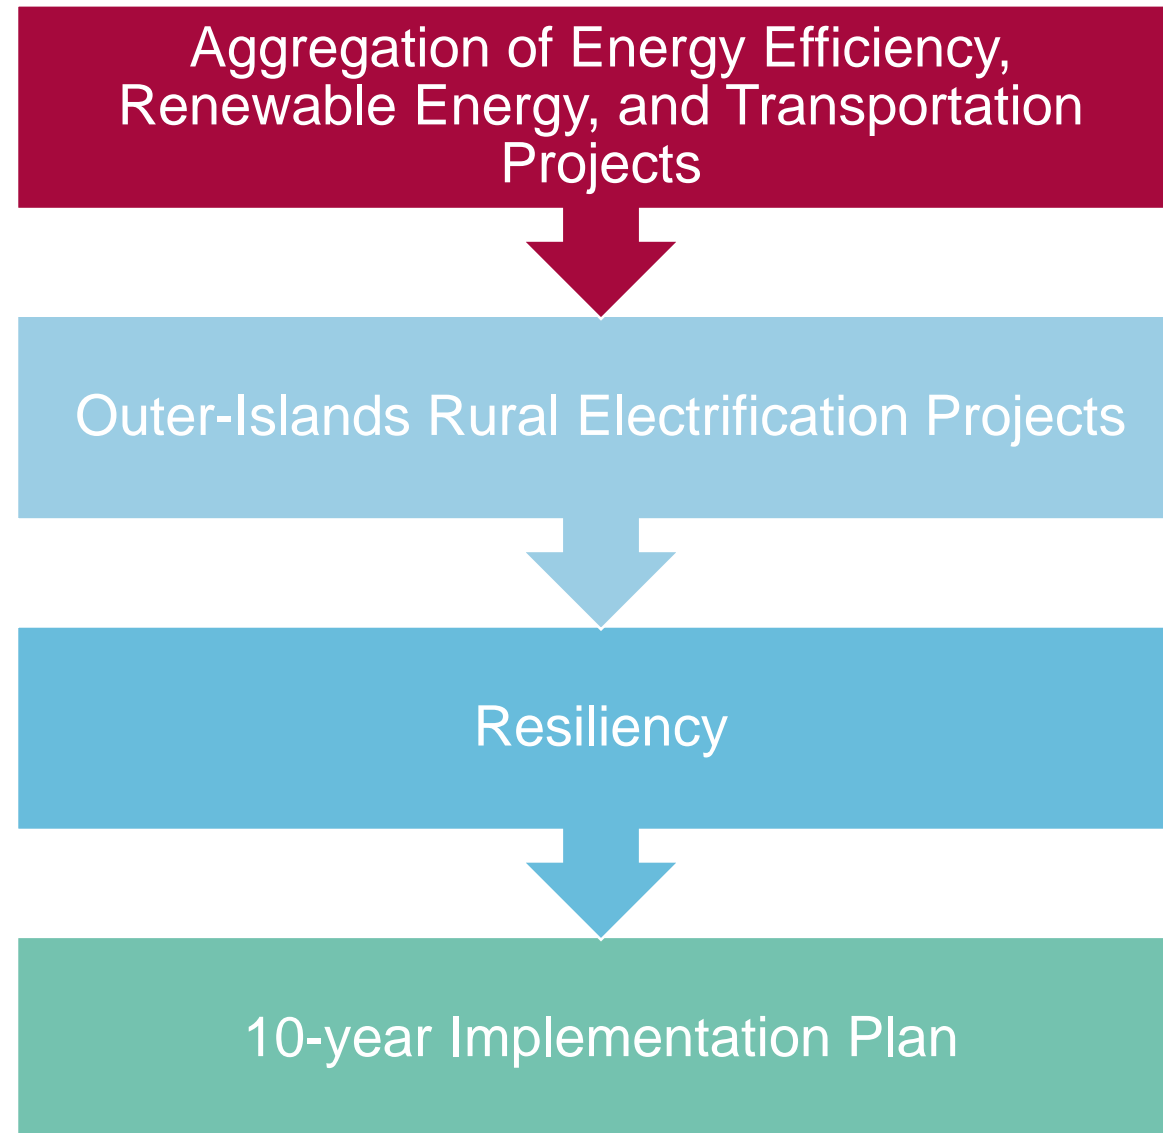 Aggregation of Energy Efficiency,
Renewable Energy, and Transportation
Projects
Outer-Islands Rural Electrification Projects
Resiliency
10-year Implementation Plan